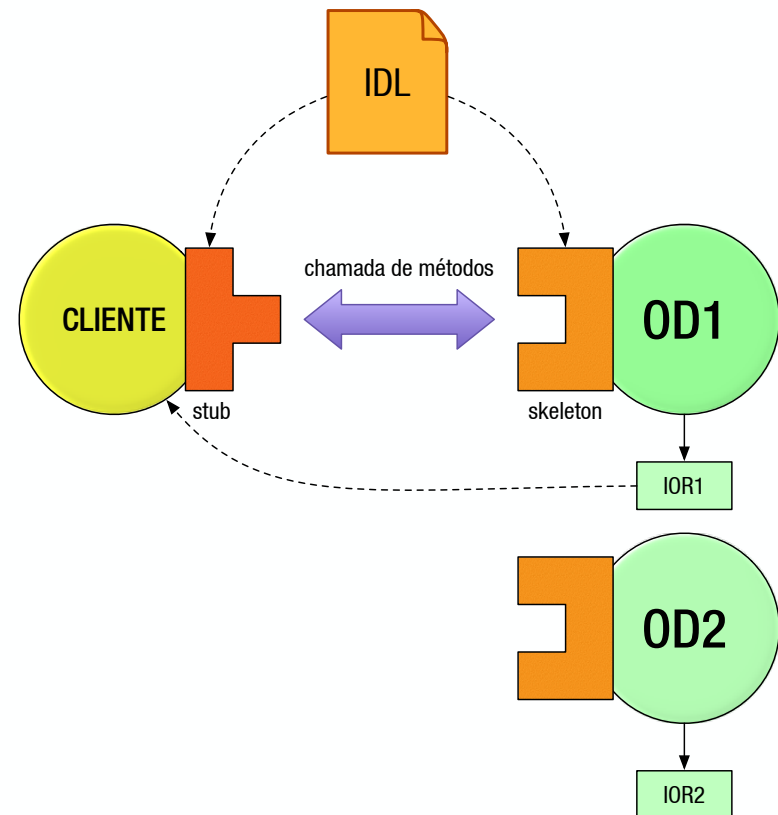 IDL
chamada de métodos
CLIENTE
OD1
stub
skeleton
IOR1
OD2
IOR2